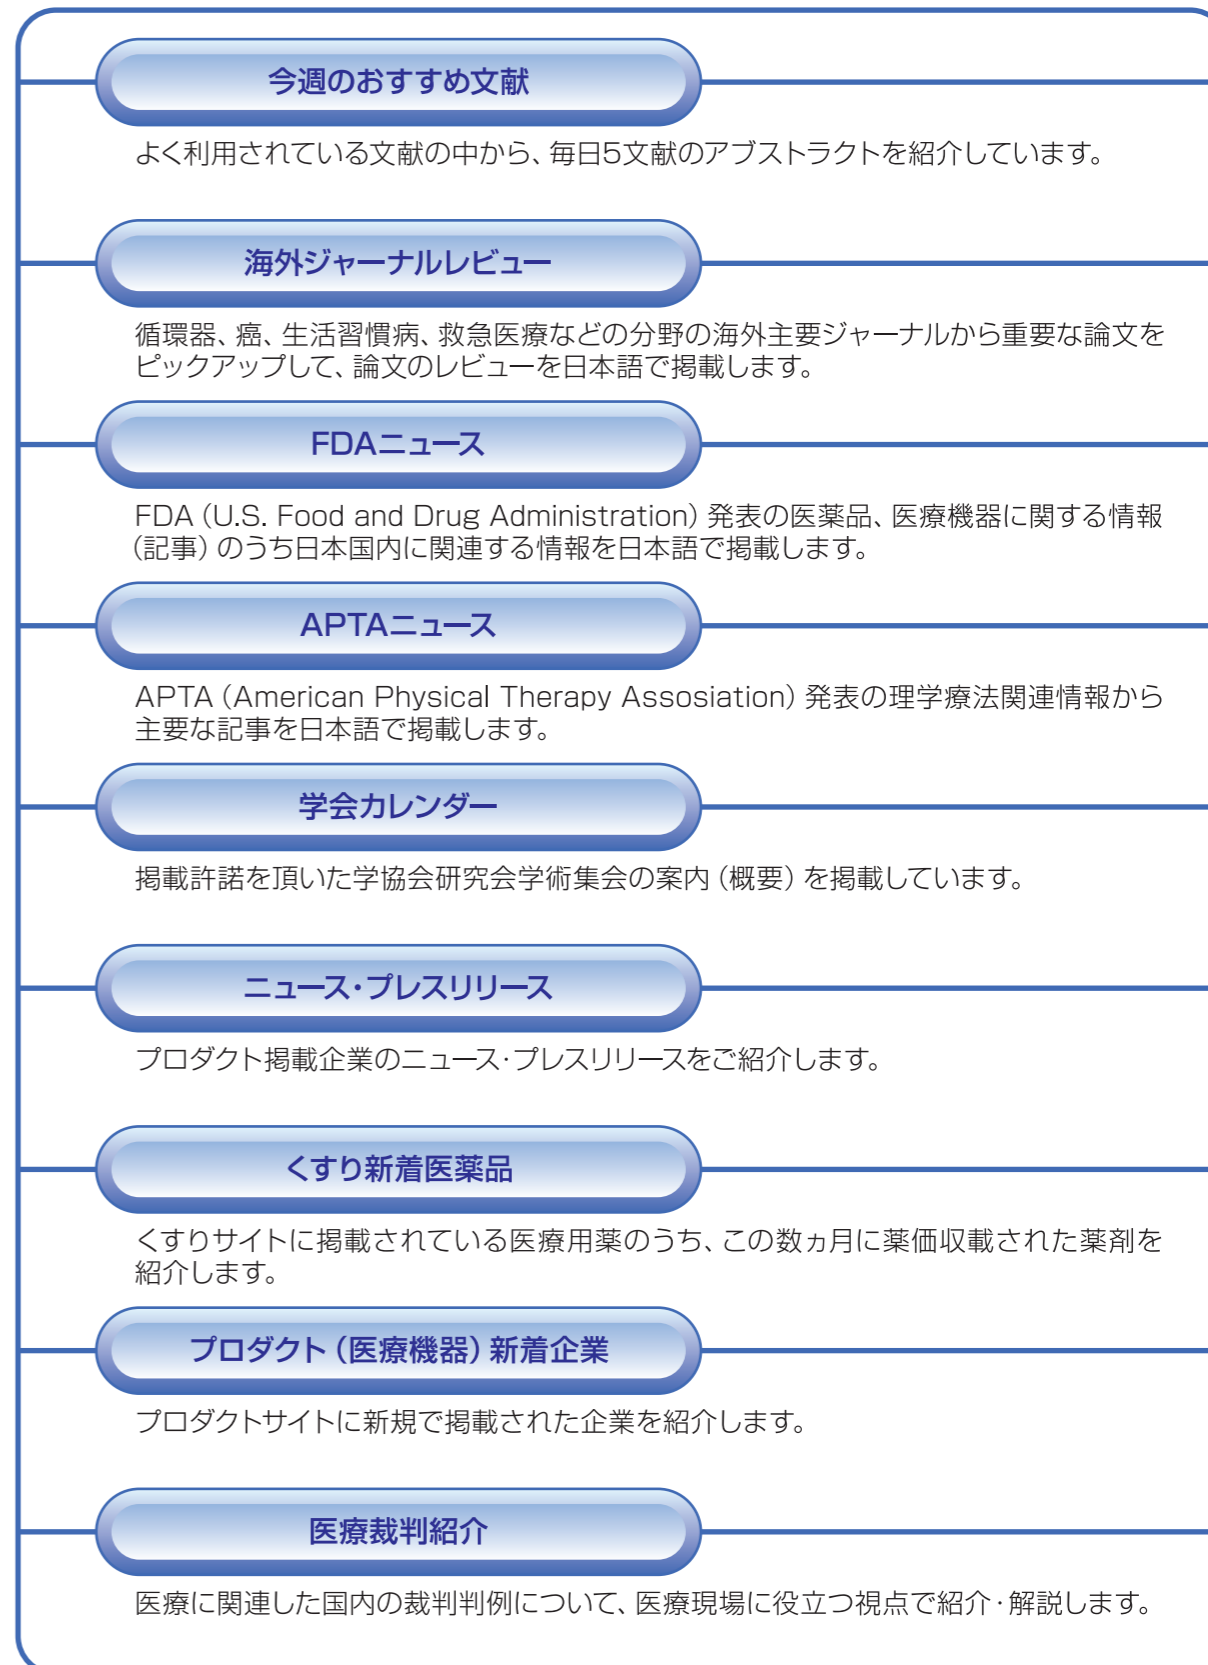 今週のおすすめ文献
よく利用されている文献の中から、毎日5文献のアブストラクトを紹介しています。
海外ジャーナルレビュー
循環器、癌、生活習慣病、救急医療などの分野の海外主要ジャーナルから重要な論文を
ピックアップして、論文のレビューを日本語で掲載します。
FDAニュース
FDA（U.S. Food and Drug Administration）発表の医薬品、医療機器に関する情報
（記事）のうち日本国内に関連する情報を日本語で掲載します。
APTAニュース
APTA（American Physical Therapy Assosiation）発表の理学療法関連情報から
主要な記事を日本語で掲載します。
学会カレンダー
掲載許諾を頂いた学協会研究会学術集会の案内（概要）を掲載しています。
ニュース・プレスリリース
プロダクト掲載企業のニュース・プレスリリースをご紹介します。
くすり新着医薬品
くすりサイトに掲載されている医療用薬のうち、この数ヵ月に薬価収載された薬剤を
紹介します。
プロダクト（医療機器）新着企業
プロダクトサイトに新規で掲載された企業を紹介します。
医療裁判紹介
医療に関連した国内の裁判判例について、医療現場に役立つ視点で紹介・解説します。